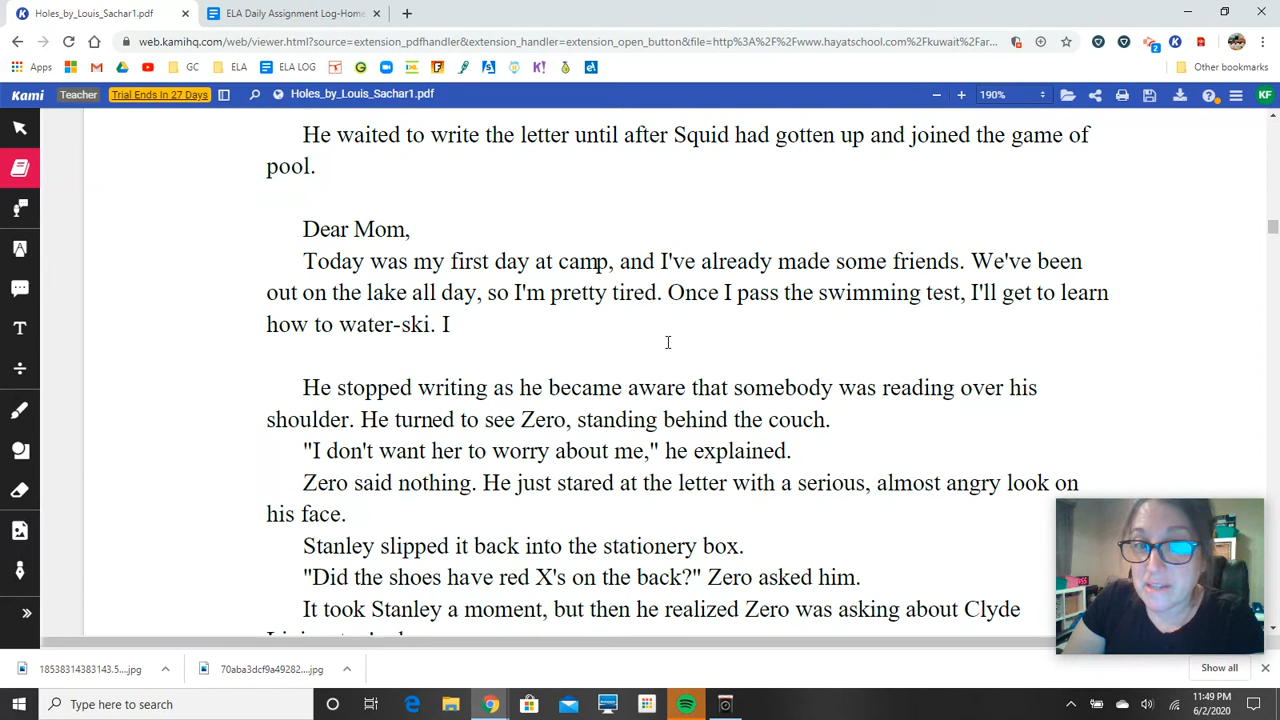 Holes_by_Louis_Sachar1.pdf
ELA Daily Assignment Log-Home
web.kamihq.com/web/viewer.html?source=extension_pdfhandler&extension_handler=extension_open_button&file=http%3A%2F%2Fwww.hayatschool.com%2Fkuwait%2Far...
Apps GC ELA ELA LOG Other bookmarks
Kami Teacher Trial Ends In 27 Days Holes_by_Louis_Sachar1.pdf 190% KF
He waited to write the letter until after Squid had gotten up and joined the game of
pool.
Dear Mom,
Today was my first day at camp, and I've already made some friends. We've been
out on the lake all day, so I'm pretty tired. Once I pass the swimming test, I'll get to learn
how to water-ski. I
He stopped writing as he became aware that somebody was reading over his
shoulder. He turned to see Zero, standing behind the couch.
"I don't want her to worry about me," he explained.
Zero said nothing. He just stared at the letter with a serious, almost angry look on
his face.
Stanley slipped it back into the stationery box.
"Did the shoes have red X's on the back?" Zero asked him.
It took Stanley a moment, but then he realized Zero was asking about Clyde
18538314383143.5....jpg
70aba3dcf9a49282....jpg
Show all
Type here to search
11:49 PM
6/2/2020